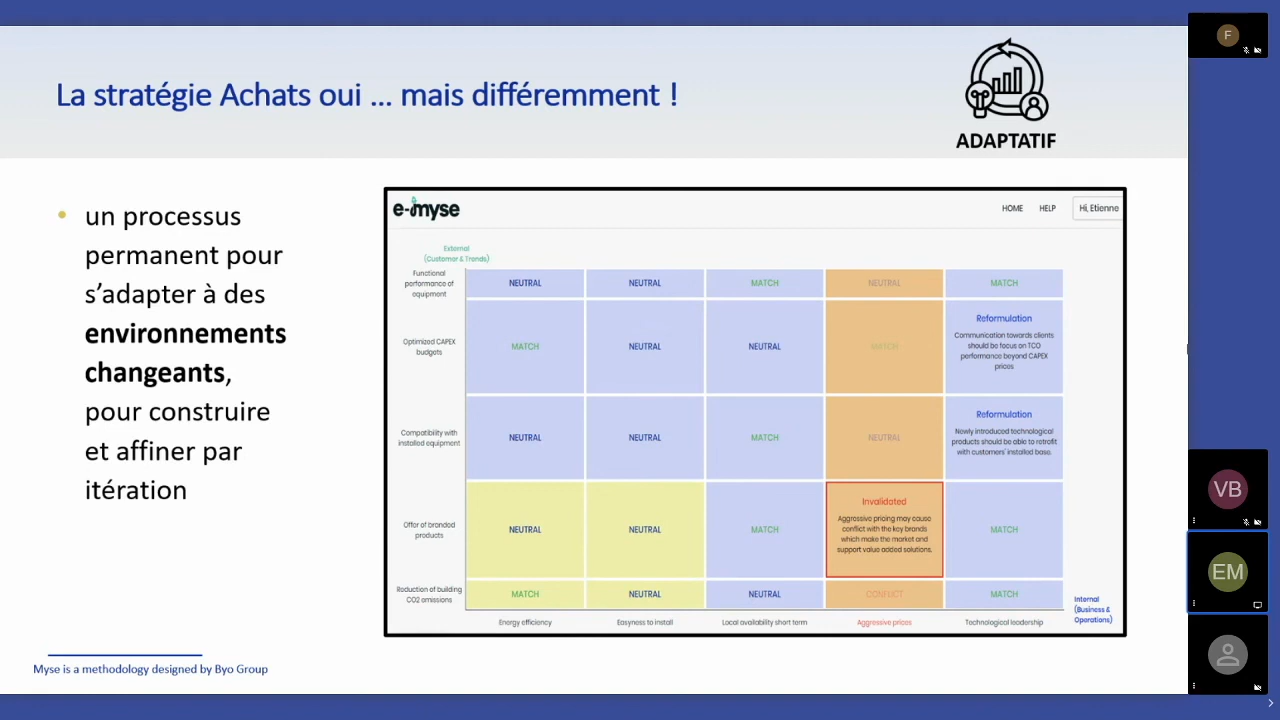 La stratégie Achats oui ... mais différemment !
ADAPTATIF
• un processus
permanent pour
s'adapter à des
environnements
changeants,
pour construire
et affiner par
itération
e-myse
HOME
HELP
Hi, Etienne
External
(Customer & Trends)
Functional
performance of
equipment
NEUTRAL
NEUTRAL
MATCH
NEUTRAL
MATCH
Optimized CAPEX
budgets
MATCH
NEUTRAL
NEUTRAL
MATCH
Reformulation
Communication towards clients
should be focus on TCO
performance beyond CAPEX
prices
Compatibility with
installed equipment
NEUTRAL
NEUTRAL
MATCH
NEUTRAL
Reformulation
Newly introduced technological
products should be able to retrofit
with customers' installed base.
Offer of branded
products
NEUTRAL
NEUTRAL
MATCH
Invalidated
Aggressive pricing may cause
conflict with the key brands
which make the market and
support value added solutions.
MATCH
Reduction of building
CO2 emissions
MATCH
NEUTRAL
NEUTRAL
CONFLICT
MATCH
Internal
(Business &
Operations)
Energy efficiency
Easyness to install
Local availability short term
Aggressive prices
Technological leadership
Myse is a methodology designed by Byo Group
F
VB
EM